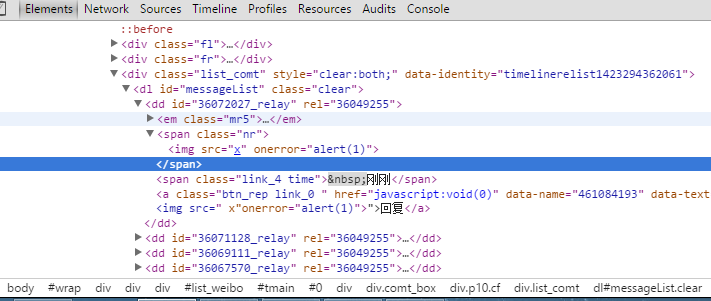 Elements Network Sources Timeline Profiles Resources Audits Console
::before
▶<div class="fl">…</div>
▶<div class="fr">…</div>
▼<div class="list_comt" style="clear:both;" data-identity="timelinerelist1423294362061">
▼<dl id="messageList" class="clear">
▼<dd id="36072027_relay" rel="36049255">
▶<em class="mr5">…</em>
▼<span class="nr">
<img src="x" onerror="alert(1)">
</span>
<span class="link_4 time">&nbsp;刚刚</span>
<a class="btn_rep link_0 " href="javascript:void(0)" data-name="461084193" data-text
<img src=" x"onerror="alert(1)">">回复</a>
</dd>
▶<dd id="36071128_relay" rel="36049255">…</dd>
▶<dd id="36069111_relay" rel="36049255">…</dd>
▶<dd id="36067570_relay" rel="36049255">…</dd>
body #wrap div div div #list_weibo #tmain #0 div div.comt_box div.p10.cf div.list_comt dl#messageList.clear